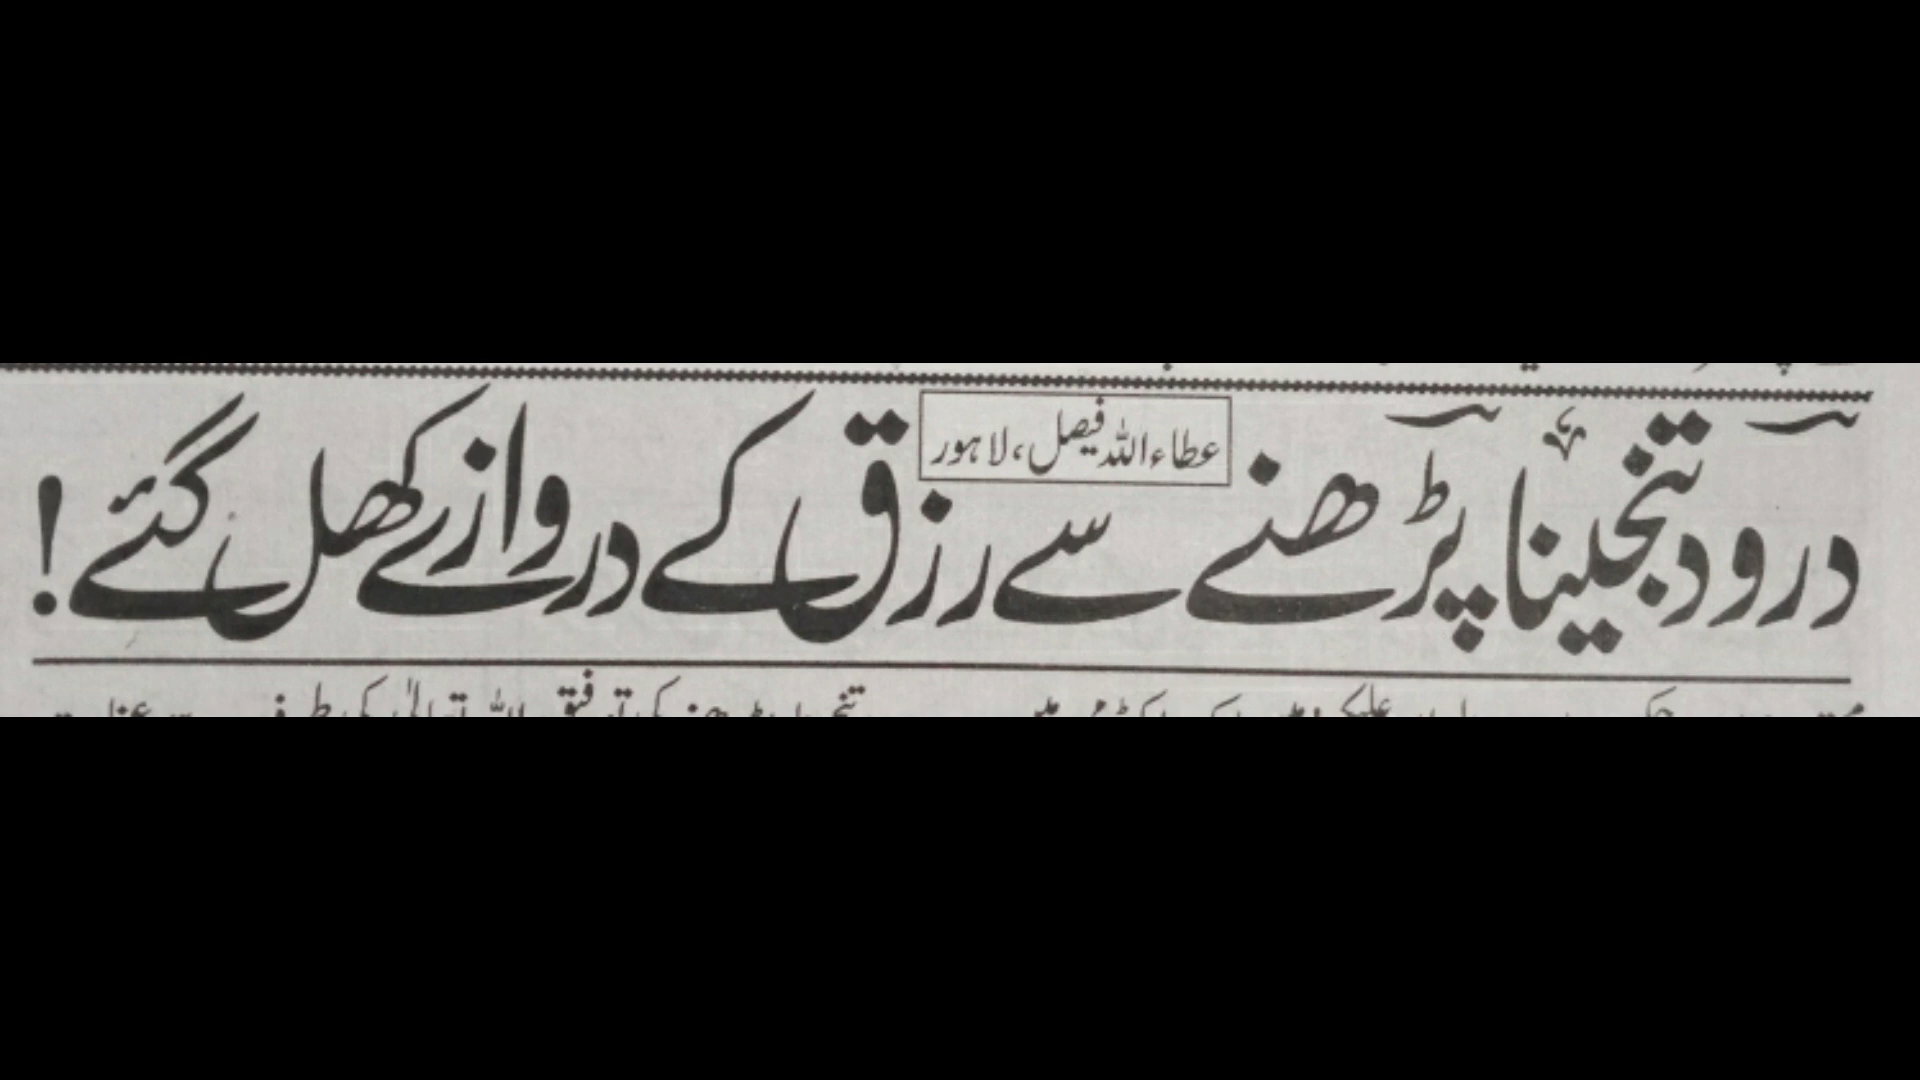 درود تنجینا پڑھنے سے رزق کے دروازے کھل گئے!
عطاء اللہ فیصل، لاہور